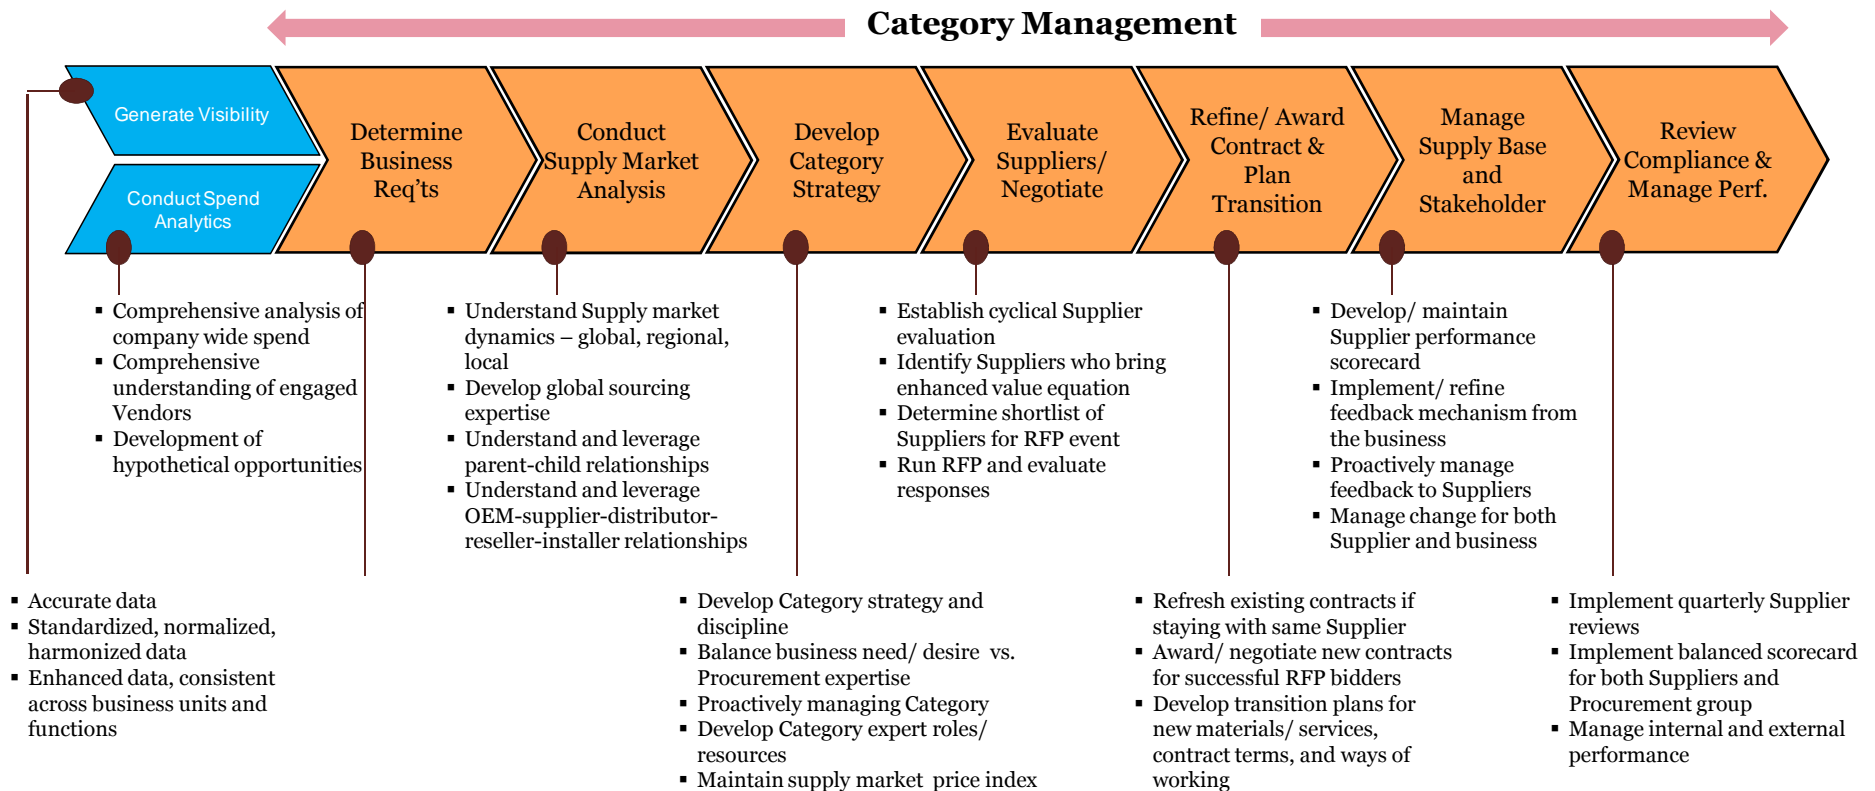 Category Management
Generate Visibility
Conduct Spend
Analytics
Determine
Business
Req'ts
Conduct
Supply Market
Analysis
Develop
Category
Strategy
Evaluate
Suppliers/
Negotiate
Refine/ Award
Contract &
Plan
Transition
Manage
Supply Base
and
Stakeholder
Review
Compliance &
Manage Perf.
▪ Comprehensive analysis of
company wide spend
▪ Comprehensive
understanding of engaged
Vendors
▪ Development of
hypothetical opportunities
▪ Understand Supply market
dynamics – global, regional,
local
▪ Develop global sourcing
expertise
▪ Understand and leverage
parent-child relationships
▪ Understand and leverage
OEM-supplier-distributor-
reseller-installer relationships
▪ Establish cyclical Supplier
evaluation
▪ Identify Suppliers who bring
enhanced value equation
▪ Determine shortlist of
Suppliers for RFP event
▪ Run RFP and evaluate
responses
▪ Develop/ maintain
Supplier performance
scorecard
▪ Implement/ refine
feedback mechanism from
the business
▪ Proactively manage
feedback to Suppliers
▪ Manage change for both
Supplier and business
▪ Accurate data
▪ Standardized, normalized,
harmonized data
▪ Enhanced data, consistent
across business units and
functions
▪ Develop Category strategy and
discipline
▪ Balance business need/ desire vs.
Procurement expertise
▪ Proactively managing Category
▪ Develop Category expert roles/
resources
▪ Maintain supply market price index
▪ Refresh existing contracts if
staying with same Supplier
▪ Award/ negotiate new contracts
for successful RFP bidders
▪ Develop transition plans for
new materials/ services,
contract terms, and ways of
working
▪ Implement quarterly Supplier
reviews
▪ Implement balanced scorecard
for both Suppliers and
Procurement group
▪ Manage internal and external
performance